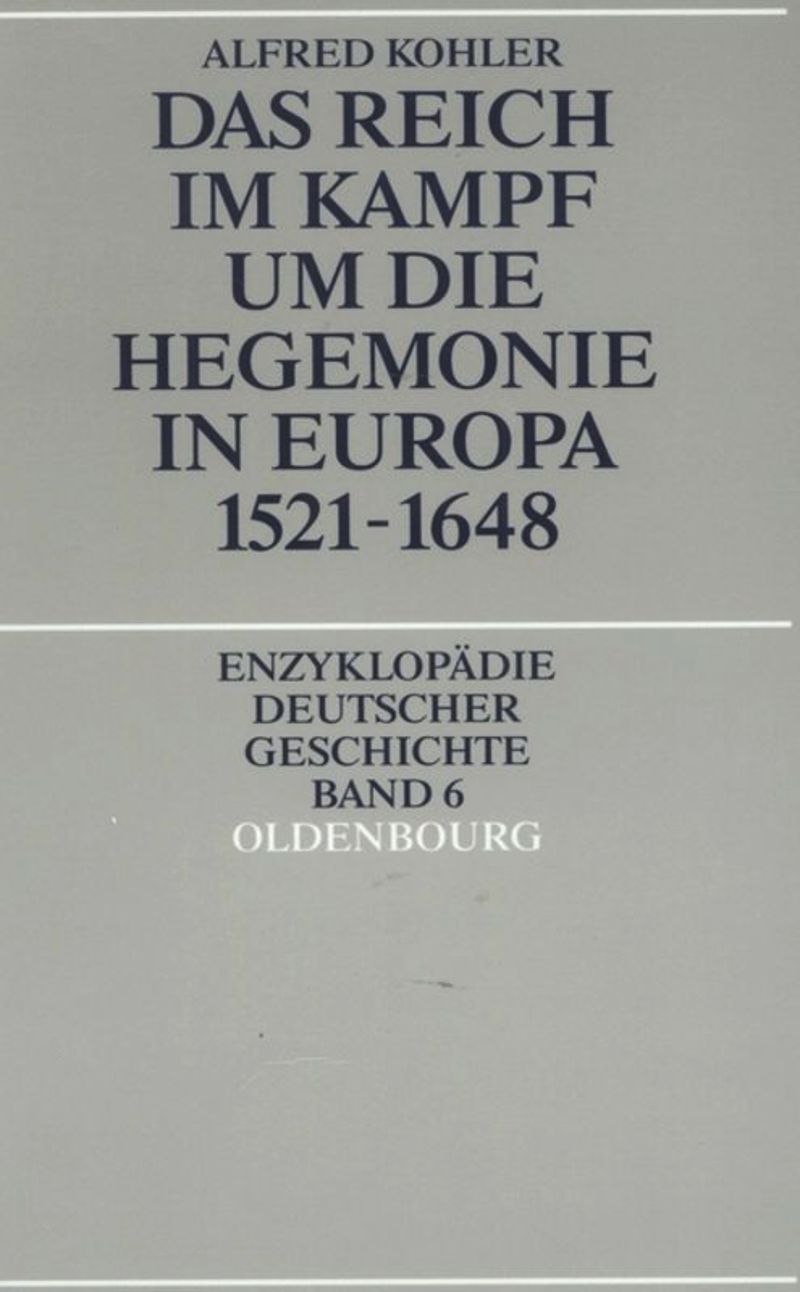 ALFRED KOHLER
DAS REICH
IM KAMPF
UM DIE
HEGEMONIE
IN EUROPA
1521-1648
ENZYKLOPÄDIE
DEUTSCHER
GESCHICHTE
BAND 6
OLDENBOURG